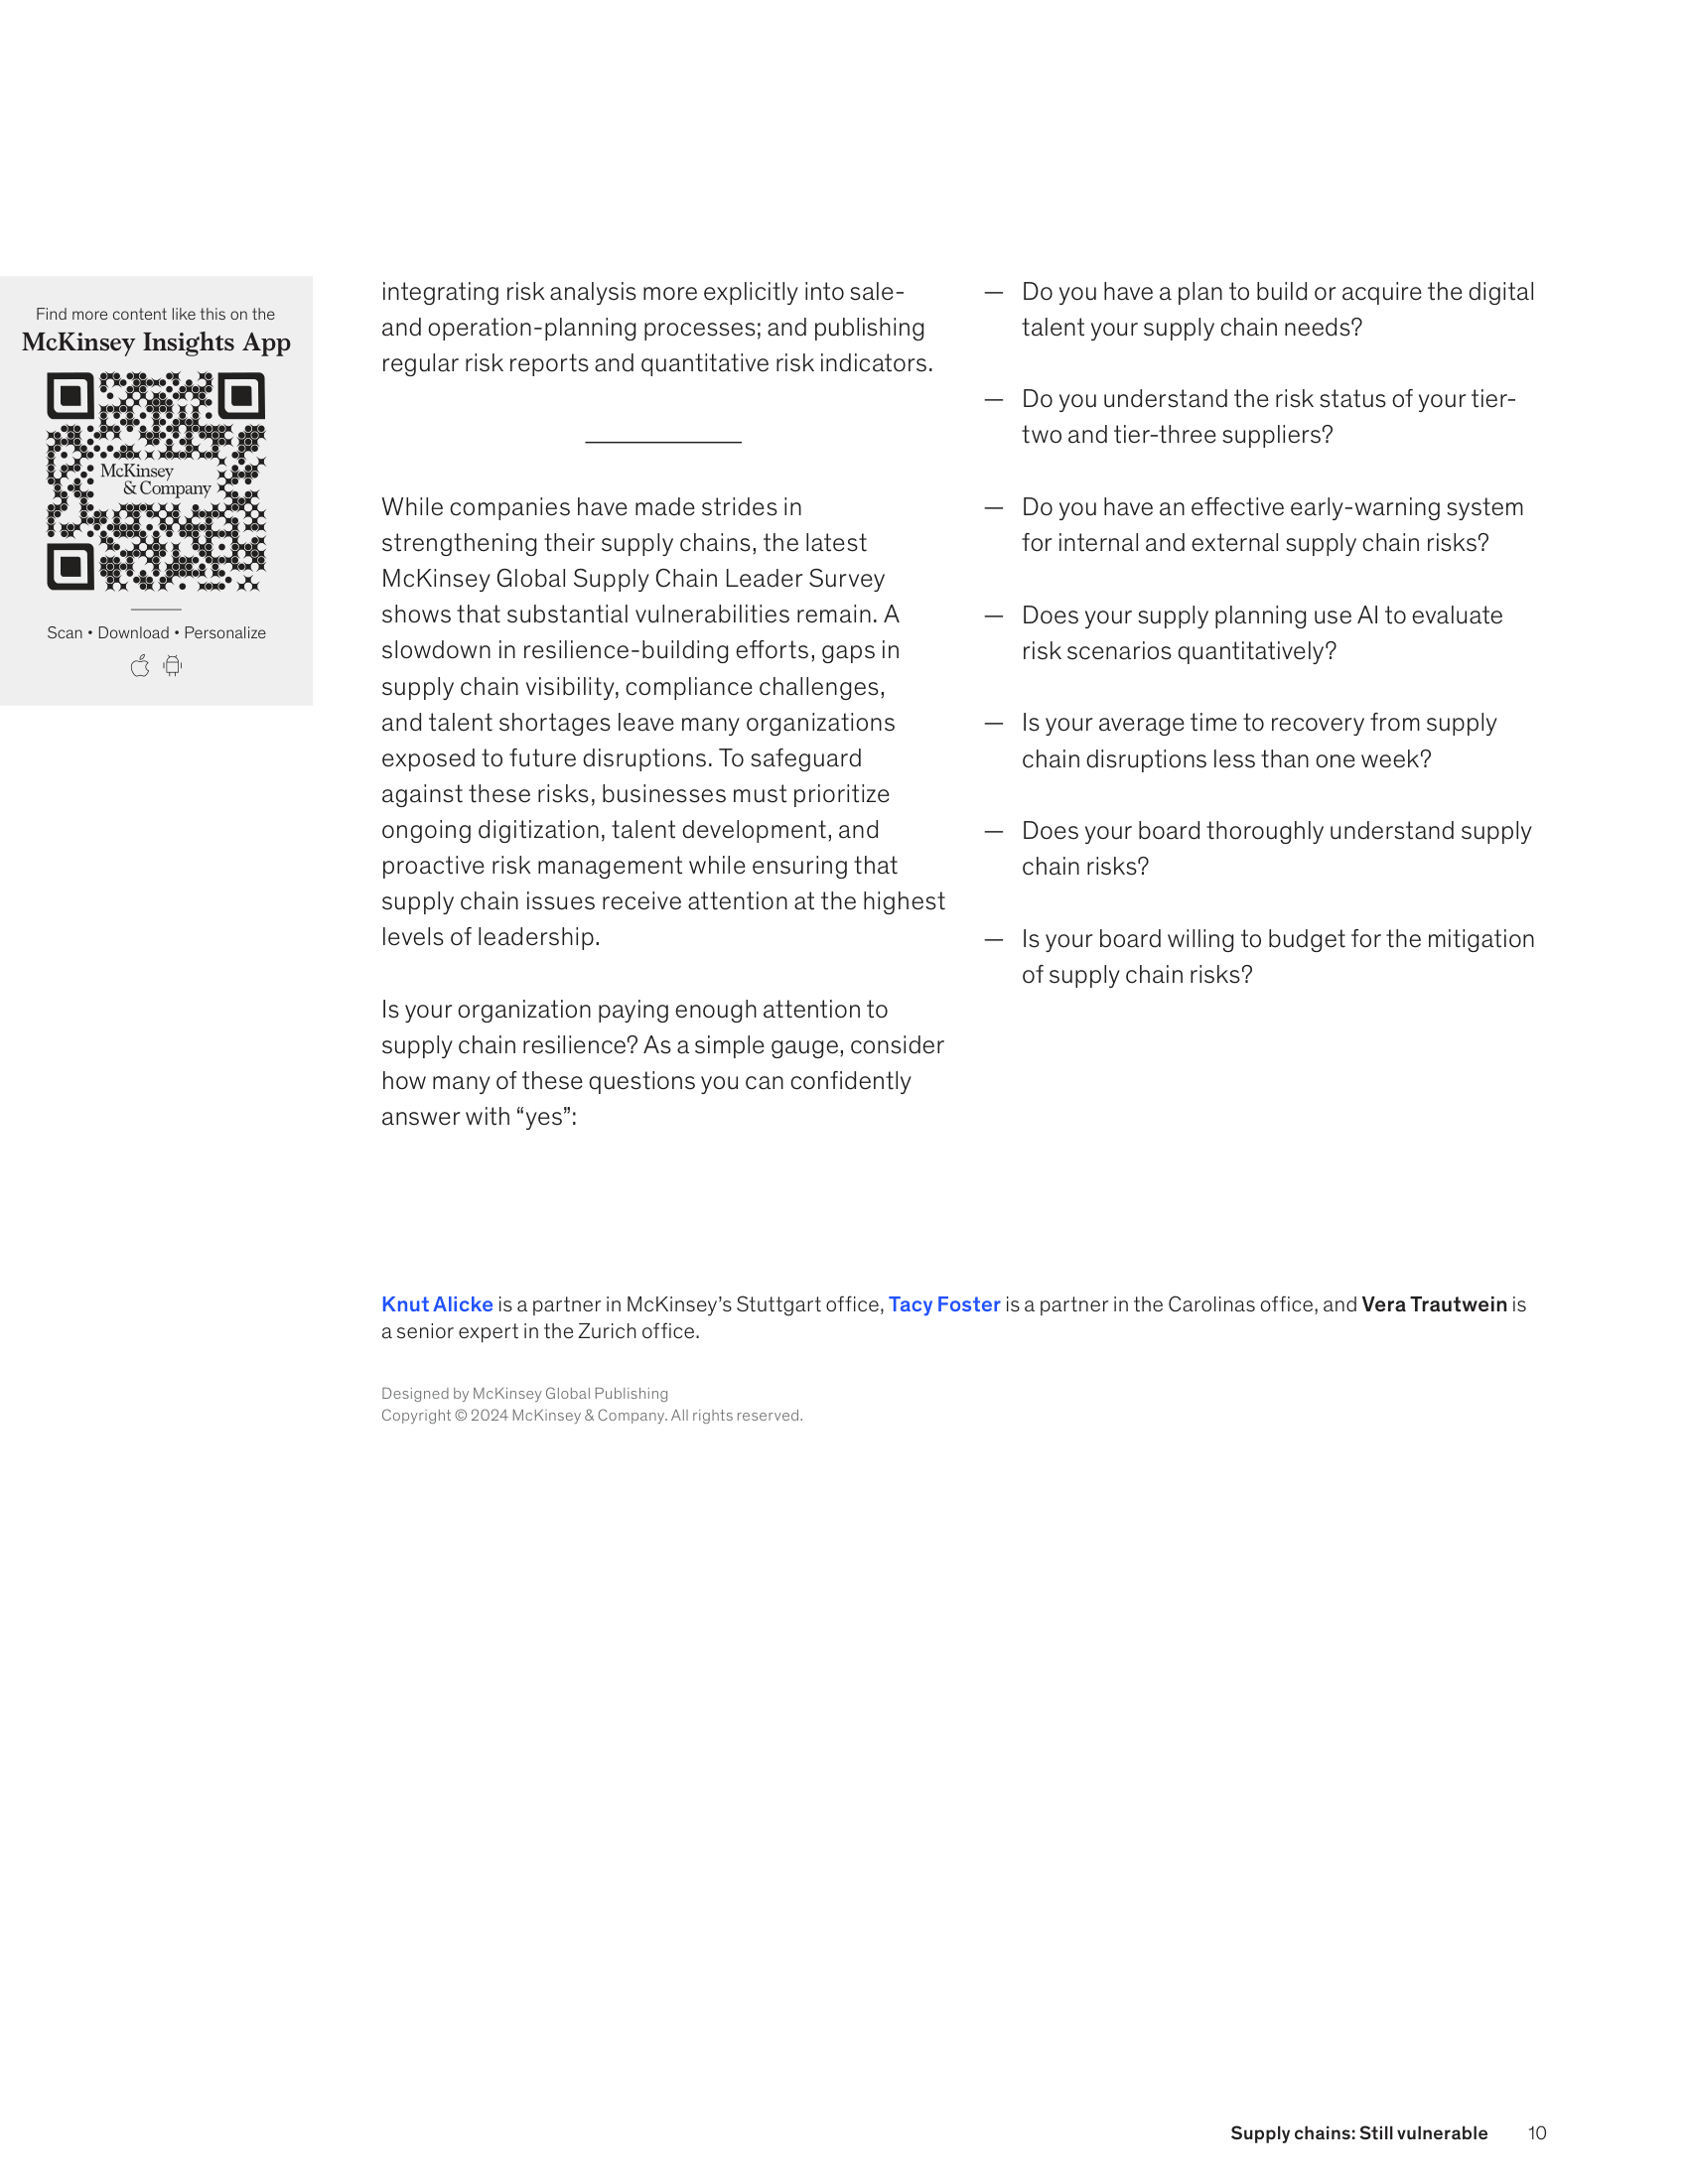 Find more content like this on the
McKinsey Insights App
McKinsey
& Company
Scan • Download • Personalize
integrating risk analysis more explicitly into sale-
and operation-planning processes; and publishing
regular risk reports and quantitative risk indicators.
While companies have made strides in
strengthening their supply chains, the latest
McKinsey Global Supply Chain Leader Survey
shows that substantial vulnerabilities remain. A
slowdown in resilience-building efforts, gaps in
supply chain visibility, compliance challenges,
and talent shortages leave many organizations
exposed to future disruptions. To safeguard
against these risks, businesses must prioritize
ongoing digitization, talent development, and
proactive risk management while ensuring that
supply chain issues receive attention at the highest
levels of leadership.
Is your organization paying enough attention to
supply chain resilience? As a simple gauge, consider
how many of these questions you can confidently
answer with “yes”:
— Do you have a plan to build or acquire the digital
talent your supply chain needs?
— Do you understand the risk status of your tier-
two and tier-three suppliers?
— Do you have an effective early-warning system
for internal and external supply chain risks?
— Does your supply planning use AI to evaluate
risk scenarios quantitatively?
— Is your average time to recovery from supply
chain disruptions less than one week?
— Does your board thoroughly understand supply
chain risks?
— Is your board willing to budget for the mitigation
of supply chain risks?
Knut Alicke is a partner in McKinsey’s Stuttgart office, Tacy Foster is a partner in the Carolinas office, and Vera Trautwein is
a senior expert in the Zurich office.
Designed by McKinsey Global Publishing
Copyright © 2024 McKinsey & Company. All rights reserved.
Supply chains: Still vulnerable 10